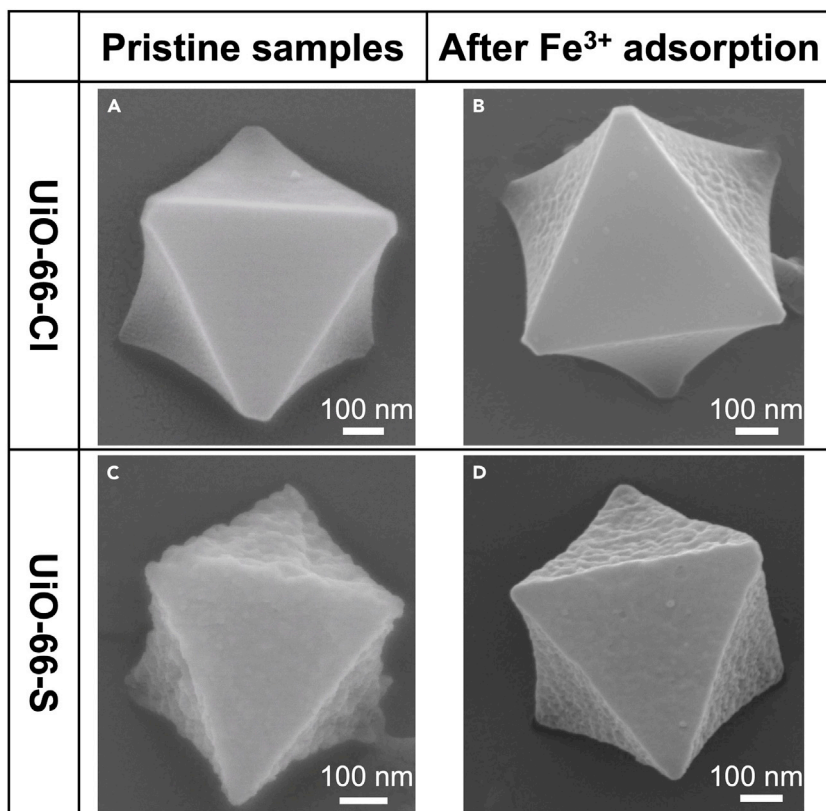 Pristine samples
After Fe³⁺ adsorption
UiO-66-Cl
A
100 nm
B
100 nm
UiO-66-S
C
100 nm
D
100 nm